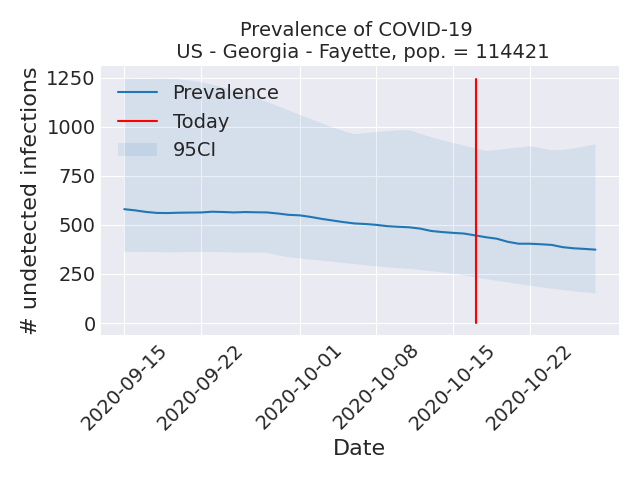 Prevalence of COVID-19
US - Georgia - Fayette, pop. = 114421
# undetected infections
1250
1000
750
500
250
0
Prevalence
Today
95CI
2020-09-15
2020-09-22
2020-10-01
2020-10-08
2020-10-15
2020-10-22
Date